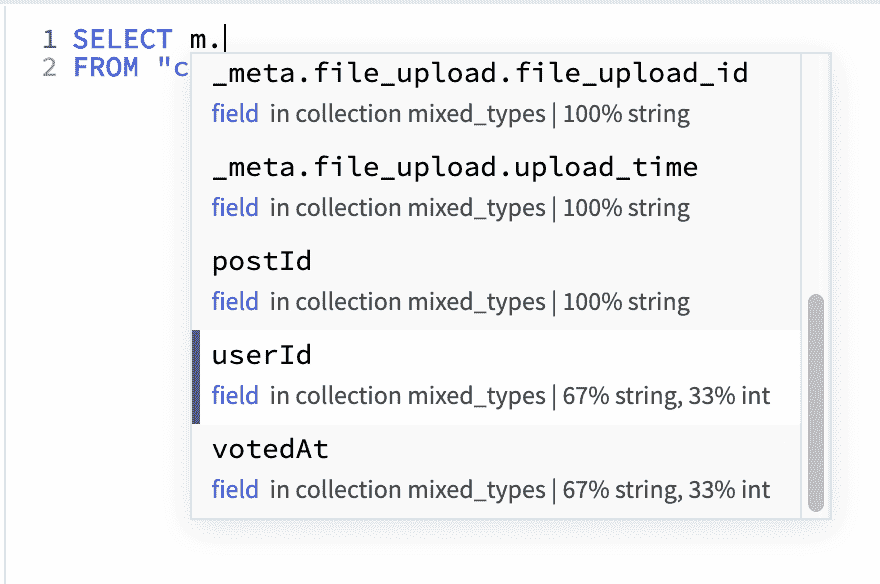 1 SELECT m.
2 FROM "c
_meta.file_upload.file_upload_id
field in collection mixed_types | 100% string
_meta.file_upload.upload_time
field in collection mixed_types | 100% string
postId
field in collection mixed_types | 100% string
userId
field in collection mixed_types | 67% string, 33% int
votedAt
field in collection mixed_types | 67% string, 33% int